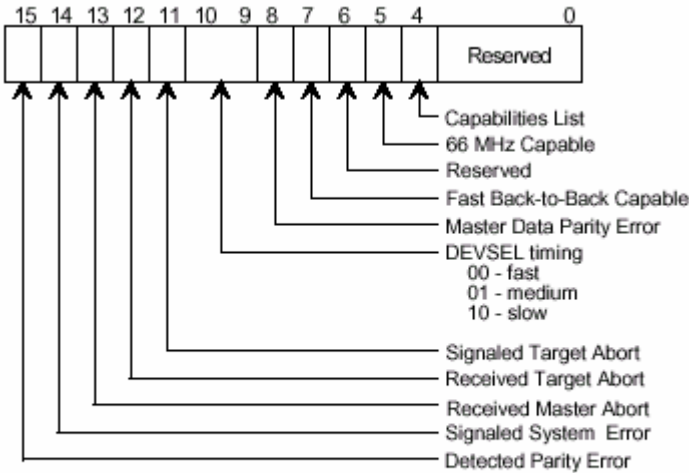 15 14 13 12 11 10 9 8 7 6 5 4 0
Reserved
Capabilities List
66 MHz Capable
Reserved
Fast Back-to-Back Capable
Master Data Parity Error
DEVSEL timing
00 - fast
01 - medium
10 - slow
Signaled Target Abort
Received Target Abort
Received Master Abort
Signaled System Error
Detected Parity Error